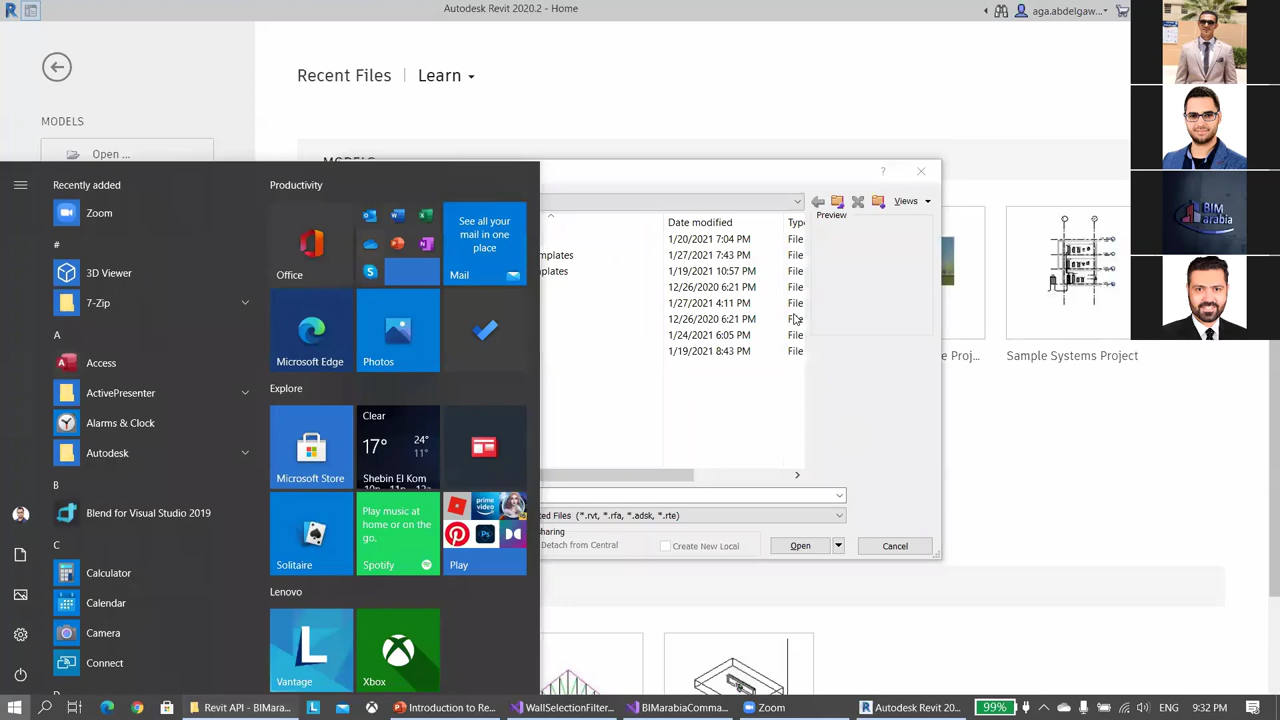 Autodesk Revit 2020.2 - Home
aga.abdelgaw...
Recent Files
Learn
MODELS
Open ...
MODELS
Recently added
Zoom
#
3D Viewer
7-Zip
A
Access
ActivePresenter
Alarms & Clock
Autodesk
B
Blend for Visual Studio 2019
C
Calculator
Calendar
Camera
Connect
Productivity
Office
See all your
mail in one
place
Mail
Microsoft Edge
Photos
Explore
Microsoft Store
Clear
17°
24°
11°
Shebin El Kom
Solitaire
Play music at
home or on the
go.
Spotify
prime
video
Ps
Play
Lenovo
Vantage
Xbox
Views
Preview
Date modified
Type
1/20/2021 7:04 PM
File
mplates
1/27/2021 7:43 PM
File
plates
1/19/2021 10:57 PM
File
12/26/2020 6:21 PM
File
1/27/2021 4:11 PM
File
12/26/2020 6:21 PM
File
1/24/2021 6:05 PM
File
1/19/2021 8:43 PM
File
ted Files (*.rvt, *.rfa, *.adsk, *.rte)
haring
Detach from Central
Create New Local
Open
Cancel
e Proj...
Sample Systems Project
BIM
arabia
Revit API - BIMara...
Introduction to Re...
WallSelectionFilter...
BIMarabiaComma...
Zoom
Autodesk Revit 20...
99%
9:32 PM